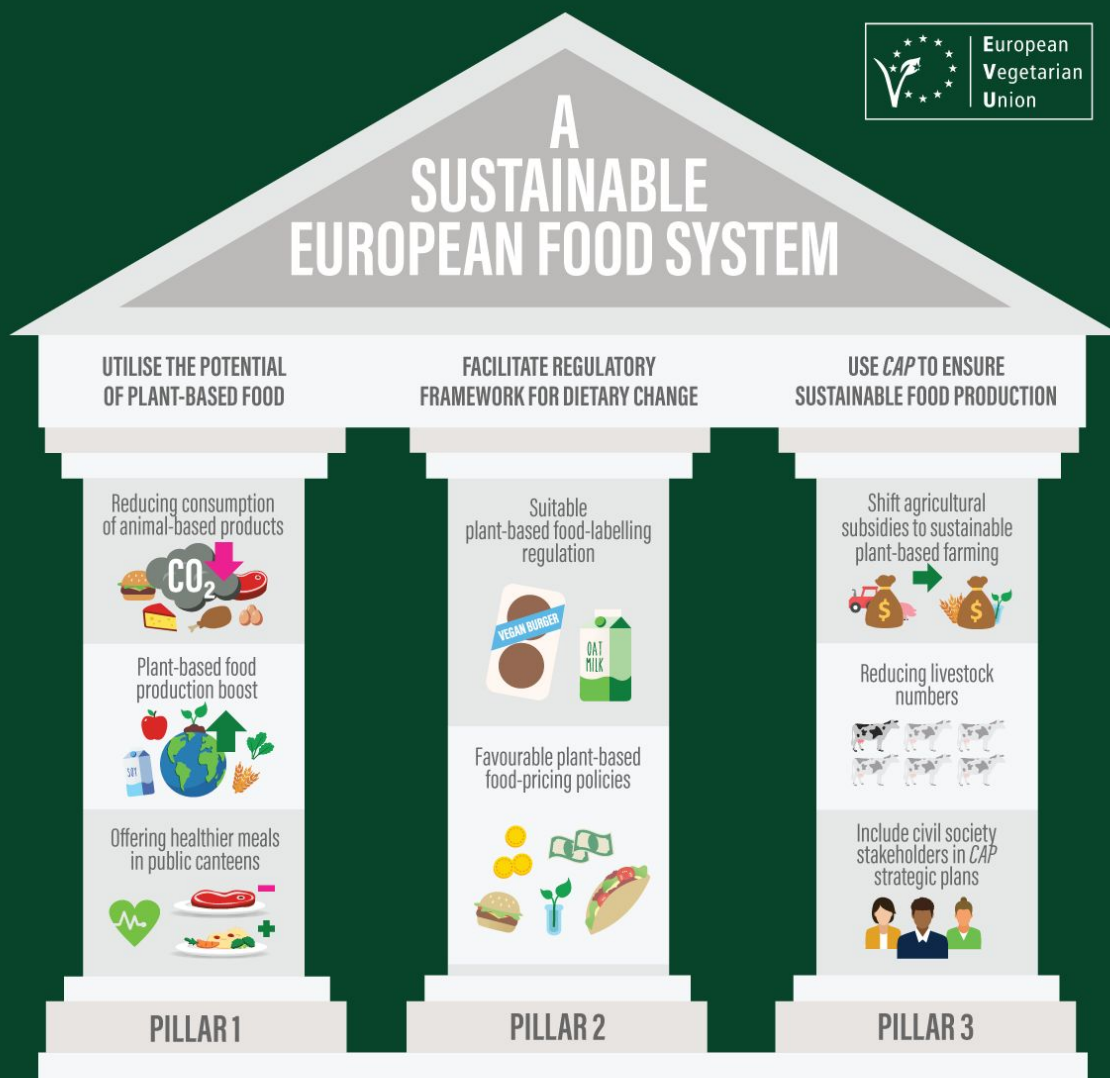 European
Vegetarian
Union
A
SUSTAINABLE
EUROPEAN FOOD SYSTEM
UTILISE THE POTENTIAL
OF PLANT-BASED FOOD
Reducing consumption
of animal-based products
CO2
Plant-based food
production boost
SOY
Offering healthier meals
in public canteens
PILLAR 1
FACILITATE REGULATORY
FRAMEWORK FOR DIETARY CHANGE
Suitable
plant-based food-labelling
regulation
VEGAN BURGER
OAT
MILK
Favourable plant-based
food-pricing policies
PILLAR 2
USE CAP TO ENSURE
SUSTAINABLE FOOD PRODUCTION
Shift agricultural
subsidies to sustainable
plant-based farming
$ $
Reducing livestock
numbers
Include civil society
stakeholders in CAP
strategic plans
PILLAR 3